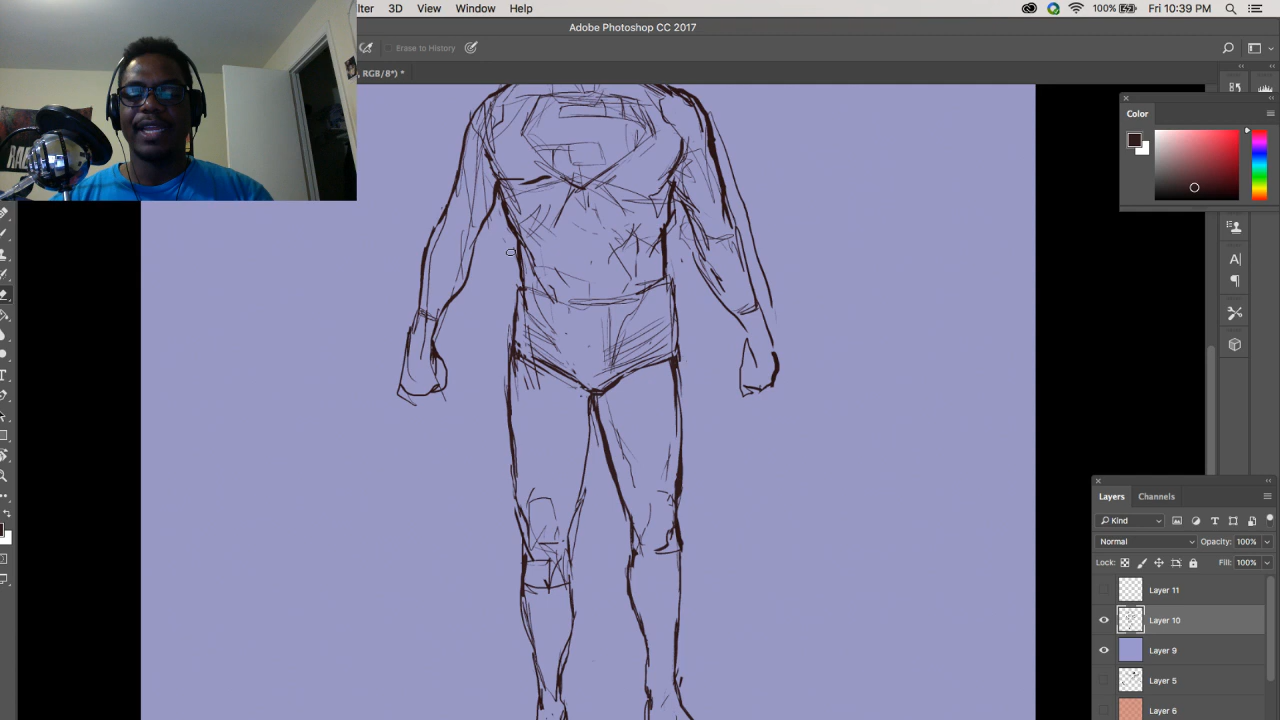 lter 3D View Window Help
100% Fri 10:39 PM
Adobe Photoshop CC 2017
Erase to History
, RGB/8*) *
Color
RAC
Layers Channels
Kind
Normal Opacity: 100%
Lock: Fill: 100%
Layer 11
Layer 10
Layer 9
Layer 5
Layer 6